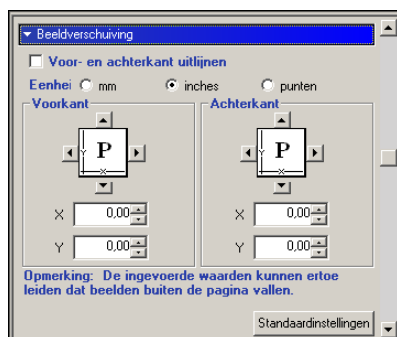 Beeldverschuiving
Voor- en achterkant uitlijnen
Eenhei mm inches punten
Voorkant Achterkant
P P
Y X Y X
X 0,00 X 0,00
Y 0,00 Y 0,00
Opmerking: De ingevoerde waarden kunnen ertoe
leiden dat beelden buiten de pagina vallen.
Standaardinstellingen